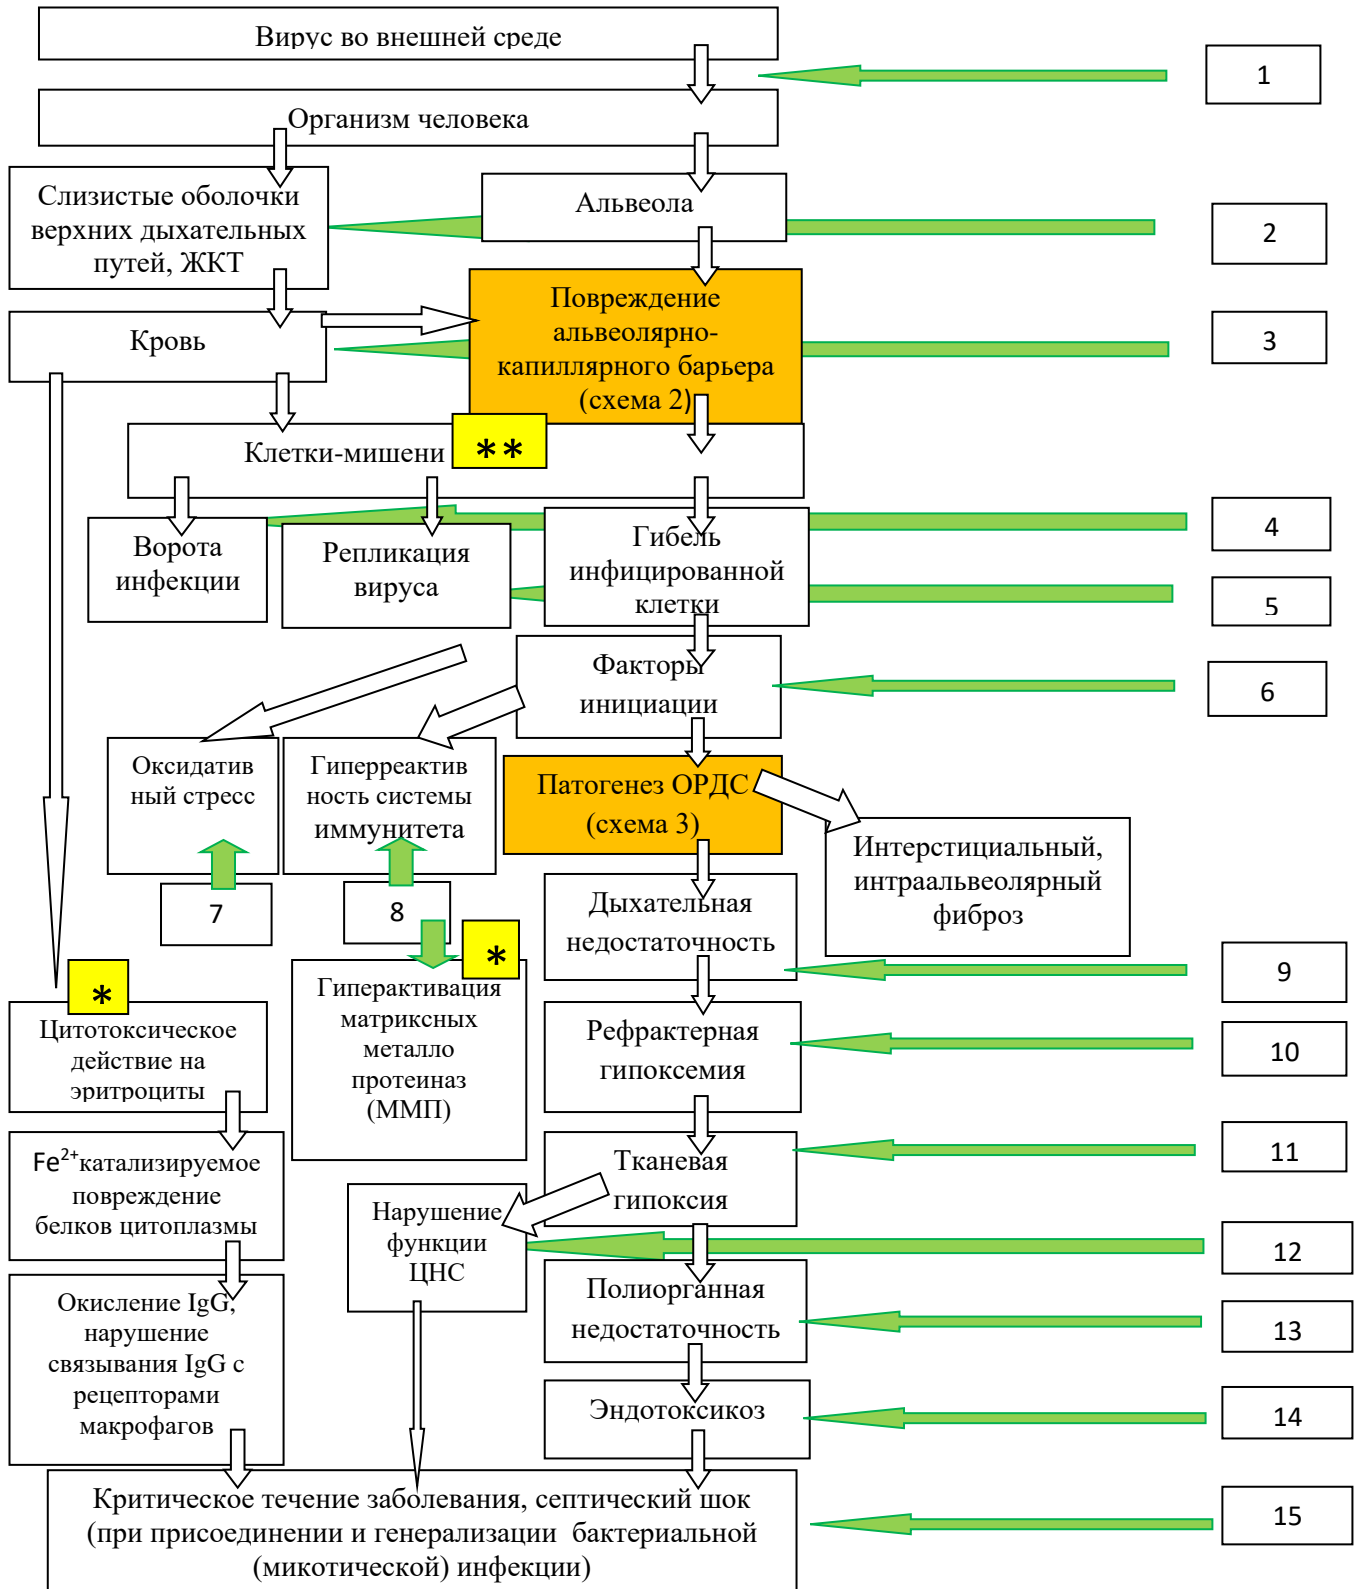 Вирус во внешней среде
1
Организм человека
Слизистые оболочки
верхних дыхательных
путей, ЖКТ
Альвеола
2
Повреждение
альвеолярно-
капиллярного барьера
(схема 2)
Кровь
3
Клетки-мишени
**
Ворота
инфекции
Репликация
вируса
Гибель
инфицированной
клетки
4
5
Факторы
инициации
6
Оксидатив
ный стресс
Гиперреактив
ность системы
иммунитета
Патогенез ОРДС
(схема 3)
Интерстициальный,
интраальвеолярный
фиброз
7
8
Дыхательная
недостаточность
9
*
*
Цитотоксическое
действие на
эритроциты
Гиперактивация
матриксных
металло
протеиназ
(ММП)
Рефрактерная
гипоксемия
10
Fe²⁺катализируемое
повреждение
белков цитоплазмы
Тканевая
гипоксия
11
Нарушение
функции
ЦНС
12
Окисление IgG,
нарушение
связывания IgG с
рецепторами
макрофагов
Полиорганная
недостаточность
13
Эндотоксикоз
14
Критическое течение заболевания, септический шок
(при присоединении и генерализации бактериальной
(микотической) инфекции)
15